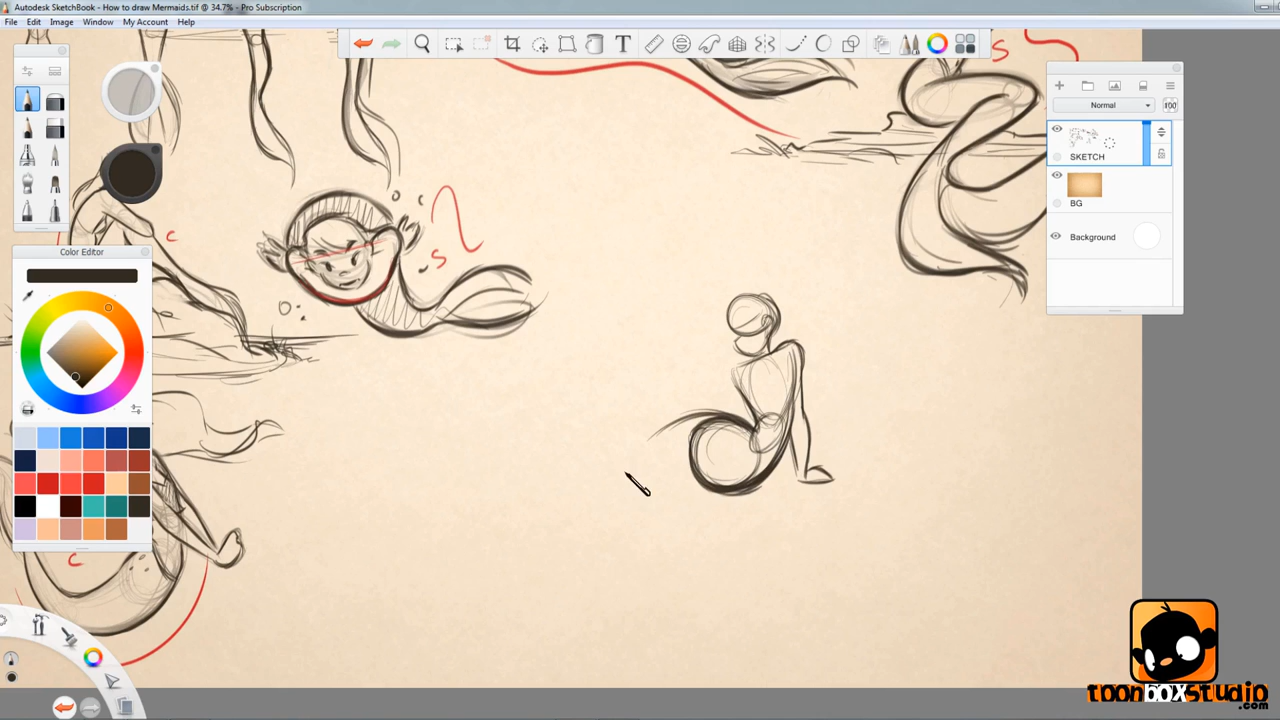 Autodesk SketchBook - How to draw Mermaids.tif @ 34.7% - Pro Subscription
File Edit Image Window My Account Help
T
S
Normal 100
SKETCH
BG
Background
C
S
Color Editor
C
toonBOXstudio
.com